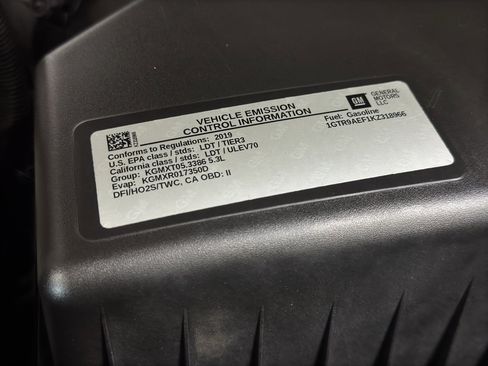 VEHICLE EMISSION
CONTROL INFORMATION
GM
GENERAL
MOTORS
LLC
Conforms to Regulations: 2019
Fuel: Gasoline
U.S. EPA class / stds: LDT / TIER3
1GTR9AEF1KZ318966
California class / stds: LDT / ULEV70
Group: KGMXT05.3386 5.3L
Evap: KGMXR017350D
DFI/HO2S/TWC, CA OBD: II